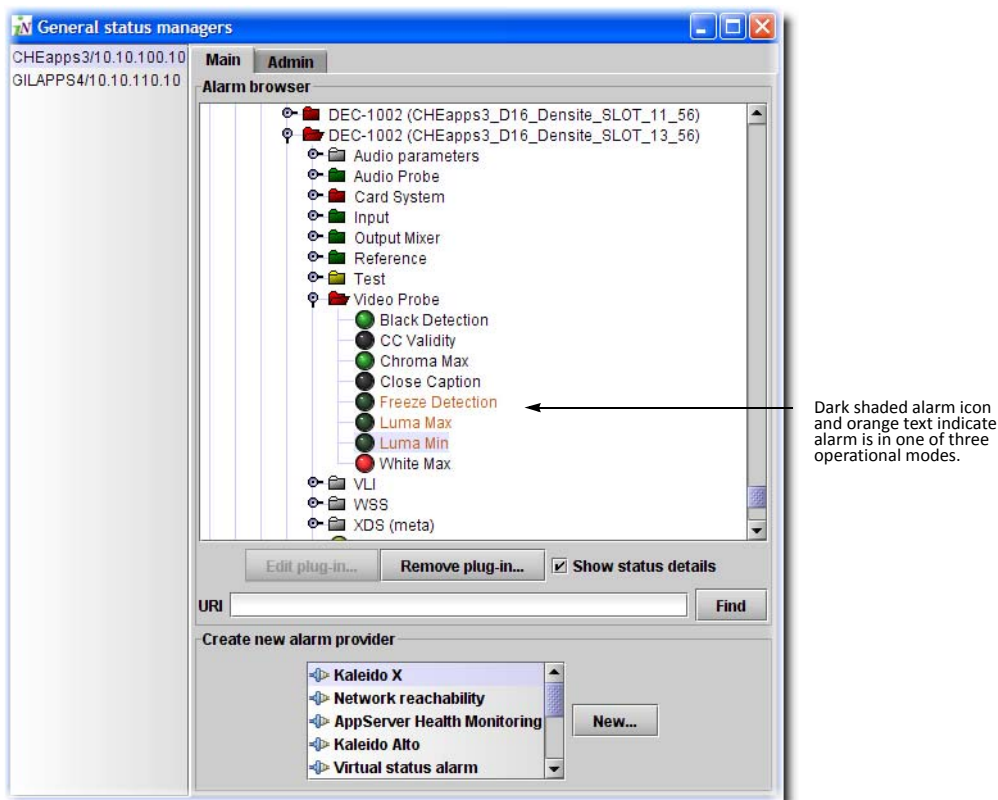 General status managers
CHEapps3/10.10.100.10
GILAPPS4/10.10.110.10
Main
Admin
Alarm browser
DEC-1002 (CHEapps3_D16_Densite_SLOT_11_56)
DEC-1002 (CHEapps3_D16_Densite_SLOT_13_56)
Audio parameters
Audio Probe
Card System
Input
Output Mixer
Reference
Test
Video Probe
Black Detection
CC Validity
Chroma Max
Close Caption
Freeze Detection
Luma Max
Luma Min
White Max
VLI
WSS
XDS (meta)
Edit plug-in...
Remove plug-in...
Show status details
URI
Find
Create new alarm provider
Kaleido X
Network reachability
AppServer Health Monitoring
Kaleido Alto
Virtual status alarm
New...
Dark shaded alarm icon
and orange text indicate
alarm is in one of three
operational modes.